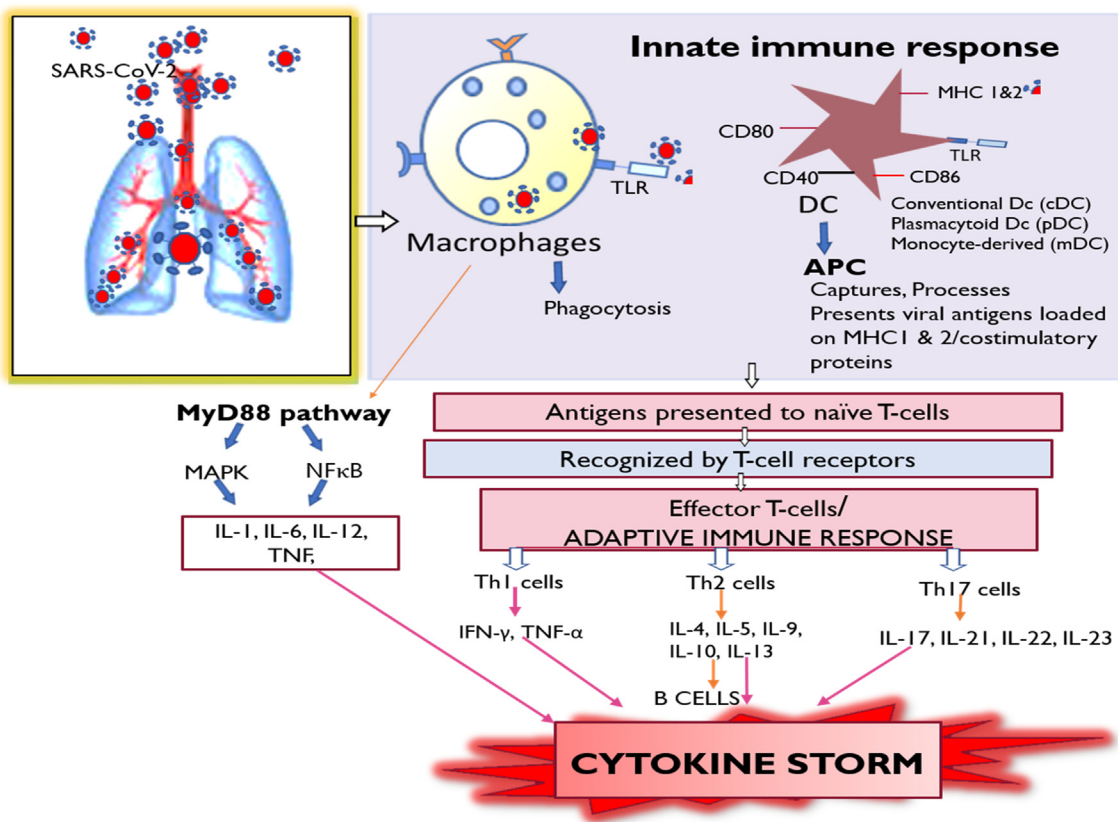 SARS-CoV-2
Innate immune response
MHC 1&2
CD80
TLR
TLR
CD40
CD86
DC
Conventional Dc (cDC)
Plasmacytoid Dc (pDC)
Monocyte-derived (mDC)
Macrophages
APC
Phagocytosis
Captures, Processes
Presents viral antigens loaded
on MHC1 & 2/costimulatory
proteins
MyD88 pathway
Antigens presented to naïve T-cells
MAPK
NFκB
Recognized by T-cell receptors
IL-1, IL-6, IL-12,
TNF,
Effector T-cells/
ADAPTIVE IMMUNE RESPONSE
Th1 cells
Th2 cells
Th17 cells
IFN-γ, TNF-α
IL-4, IL-5, IL-9,
IL-10, IL-13
IL-17, IL-21, IL-22, IL-23
B CELLS
CYTOKINE STORM